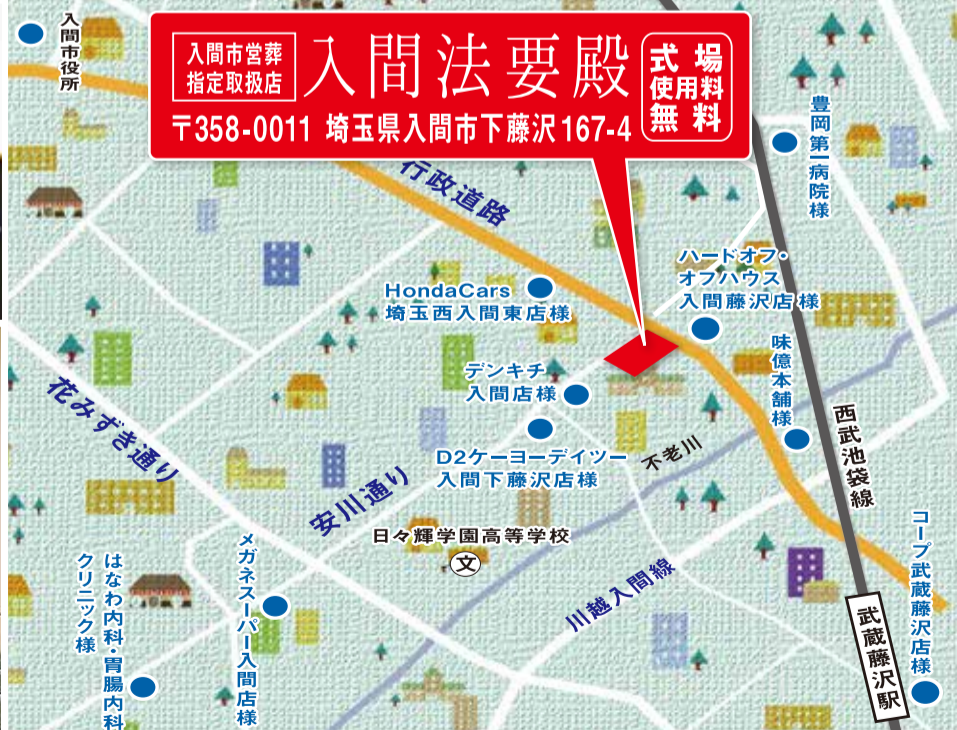 入間市役所
入間市営葬
指定取扱店
入間法要殿
式場
使用料
無料
〒358-0011 埼玉県入間市下藤沢167-4
行政道路
豊岡第一病院様
ハードオフ・
オフハウス
入間藤沢店様
HondaCars
埼玉西入間東店様
味億本舗様
デンキチ
入間店様
D2ケーヨーデイツー
入間下藤沢店様
不老川
西武池袋線
花みずき通り
安川通り
日々輝学園高等学校
文
川越入間線
メガネスーパー入間店様
はなわ内科・胃腸内科
クリニック様
武蔵藤沢駅
コープ武蔵藤沢店様